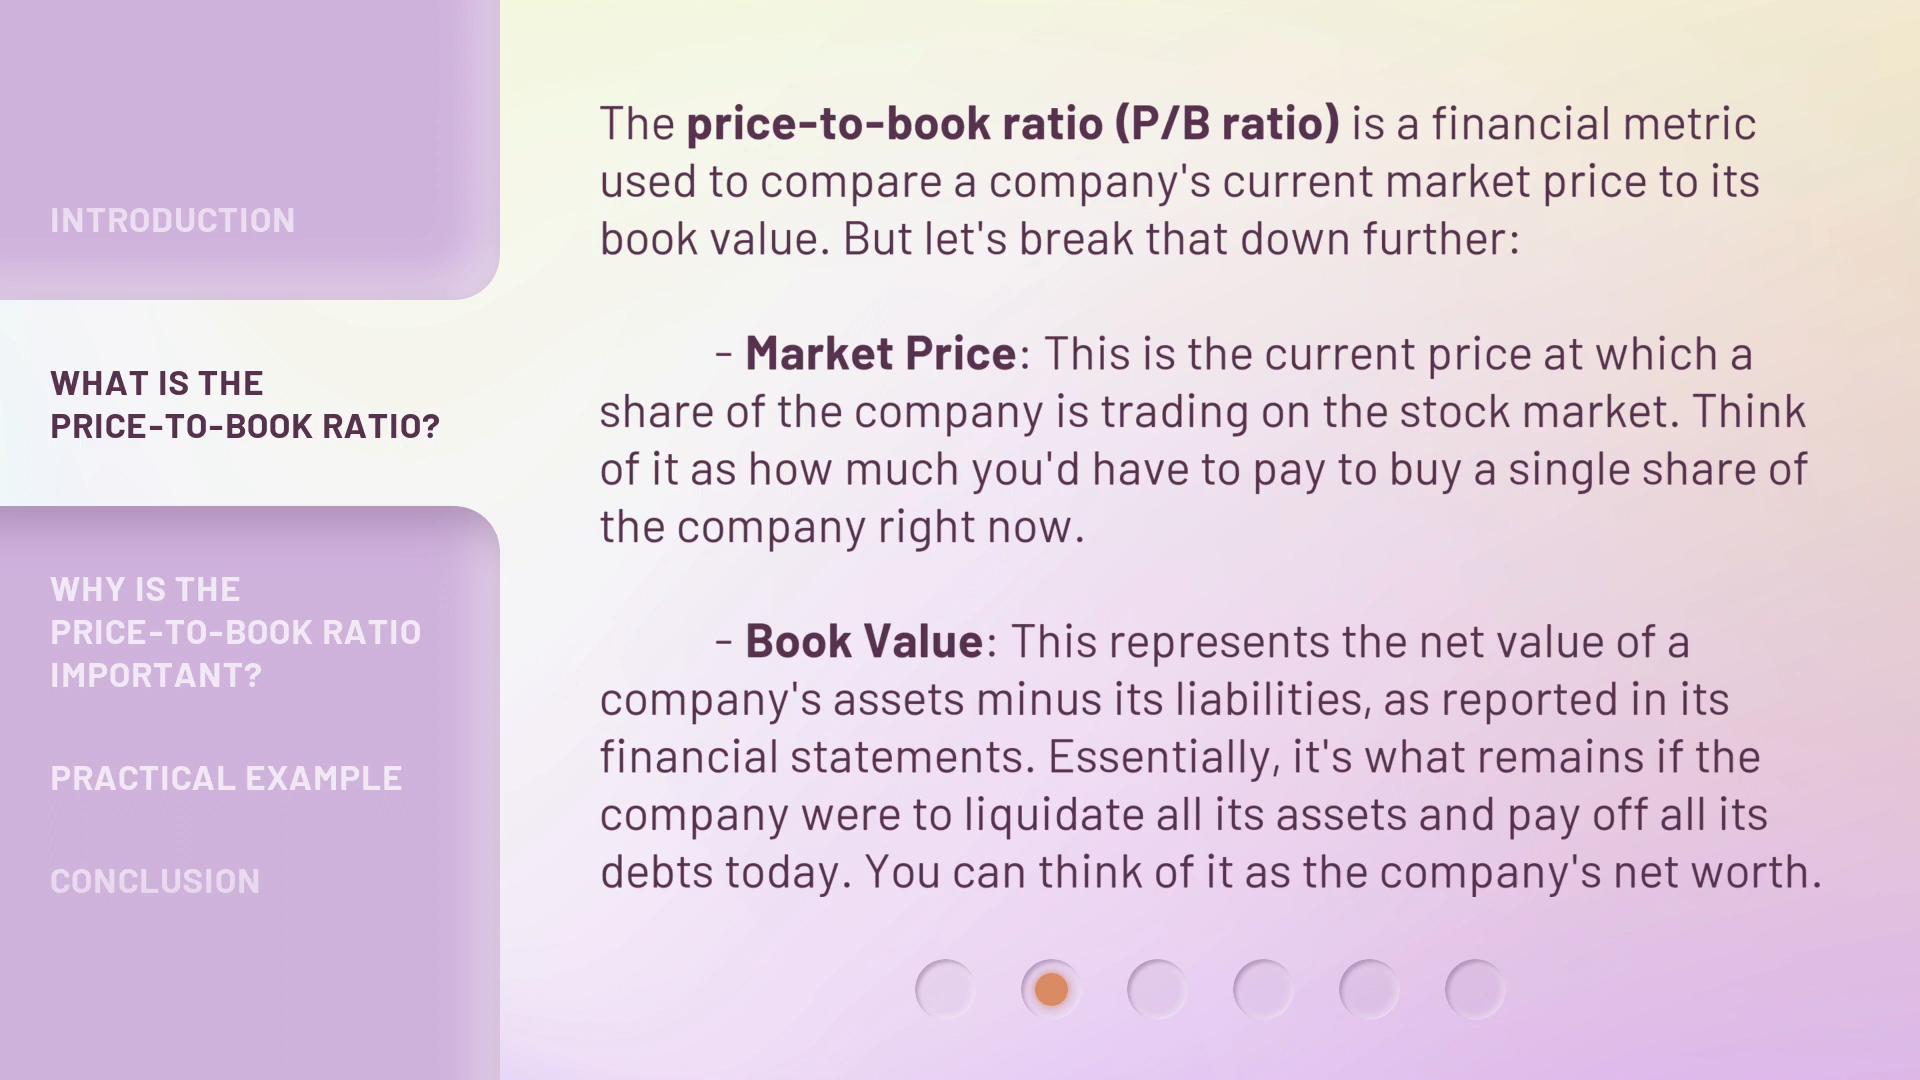 INTRODUCTION
WHAT IS THE
PRICE-TO-BOOK RATIO?
WHY IS THE
PRICE-TO-BOOK RATIO
IMPORTANT?
PRACTICAL EXAMPLE
CONCLUSION
The price-to-book ratio (P/B ratio) is a financial metric
used to compare a company's current market price to its
book value. But let's break that down further:
- Market Price: This is the current price at which a
share of the company is trading on the stock market. Think
of it as how much you'd have to pay to buy a single share of
the company right now.
- Book Value: This represents the net value of a
company's assets minus its liabilities, as reported in its
financial statements. Essentially, it's what remains if the
company were to liquidate all its assets and pay off all its
debts today. You can think of it as the company's net worth.